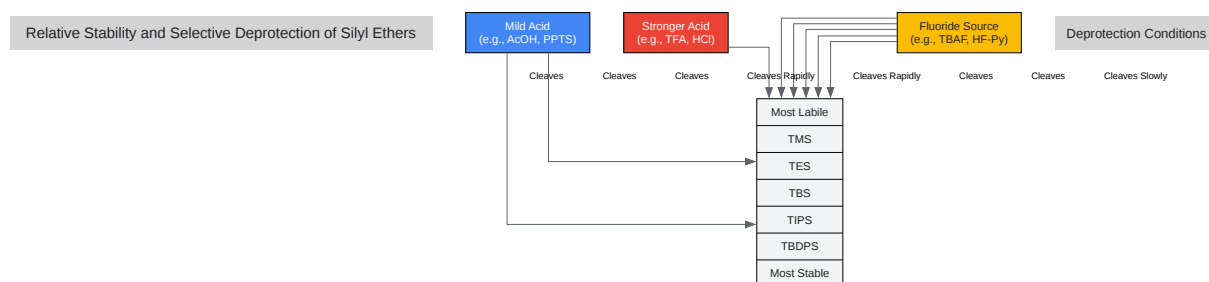 Relative Stability and Selective Deprotection of Silyl Ethers
Mild Acid
(e.g., AcOH, PPTS)
Stronger Acid
(e.g., TFA, HCl)
Fluoride Source
(e.g., TBAF, HF-Py)
Deprotection Conditions
Cleaves
Cleaves
Cleaves
Cleaves Rapidly
Cleaves Rapidly
Cleaves
Cleaves
Cleaves Slowly
Most Labile
TMS
TES
TBS
TIPS
TBDPS
Most Stable